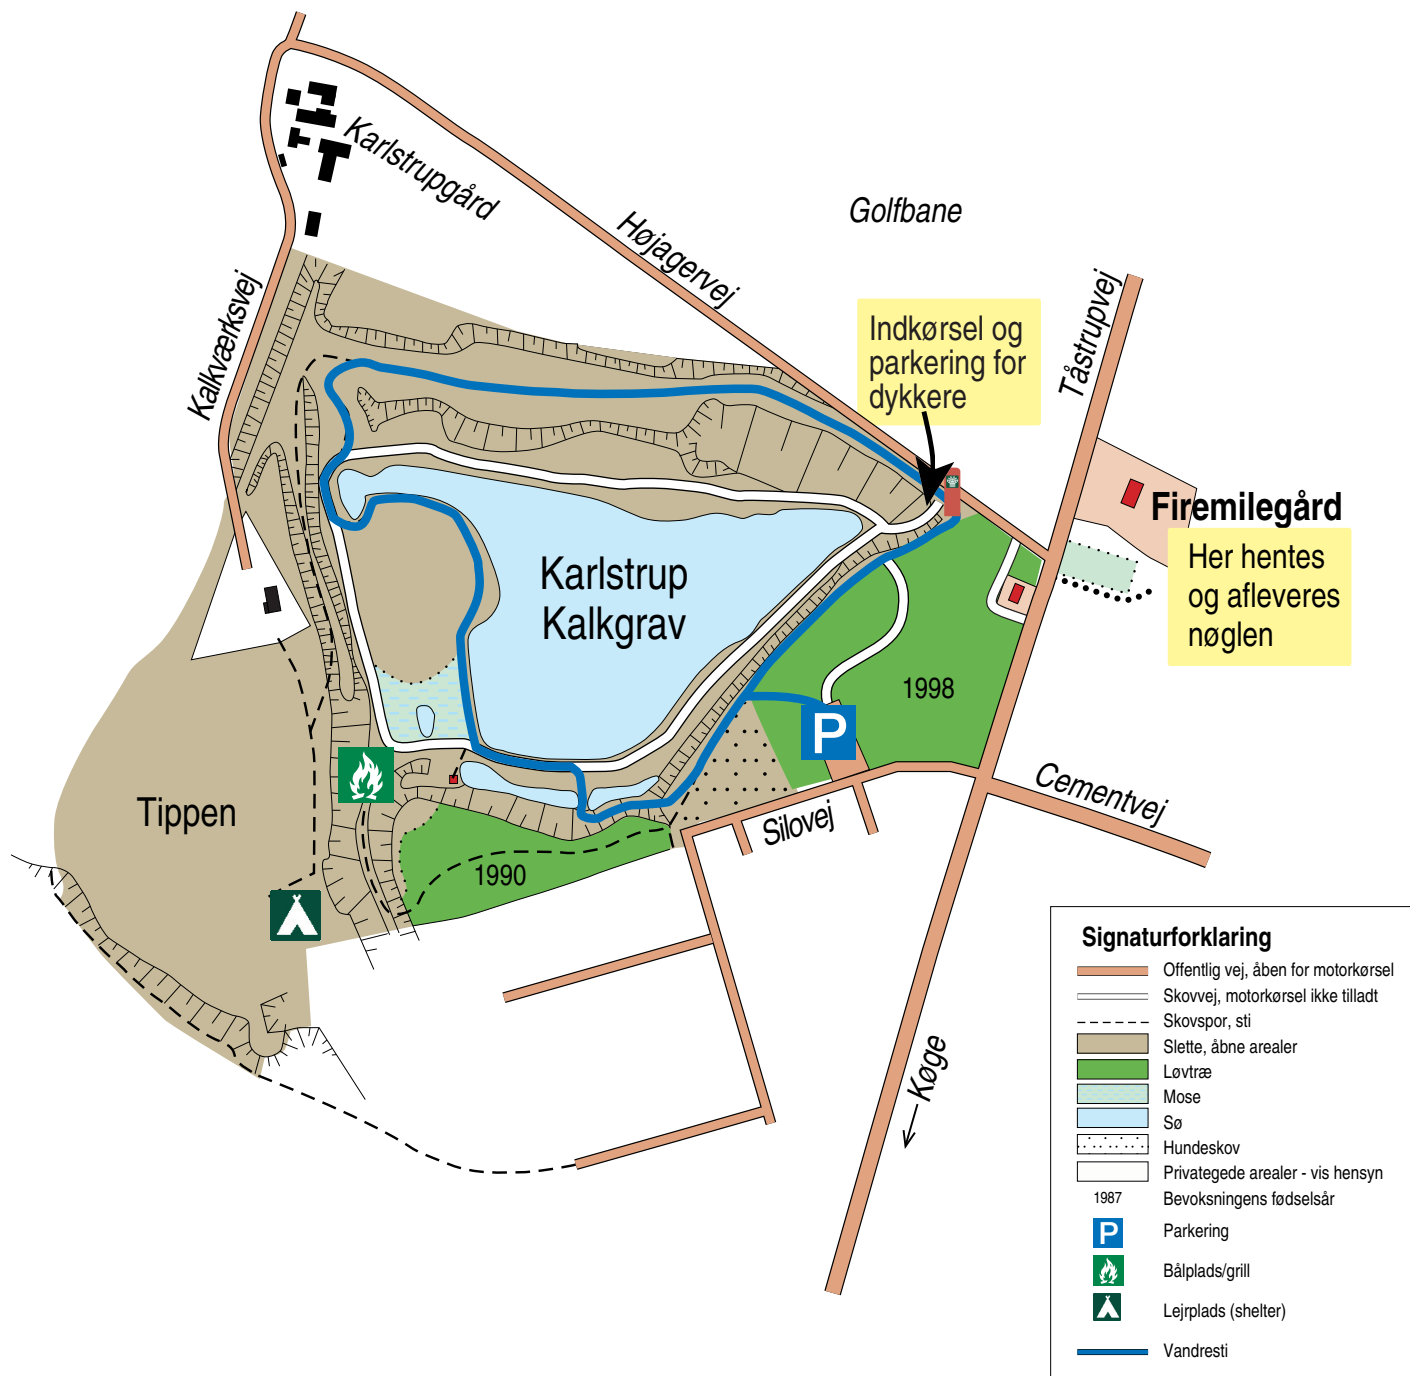 Karlstrupgård
Golfbane
Højagervej
Kalkværksvej
Tåstrupvej
Indkørsel og
parkering for
dykkere
Firemilegård
Her hentes
og afleveres
nøglen
Karlstrup
Kalkgrav
1998
P
Tippen
Silovej
Cementvej
1990
Køge
Signaturforklaring
Offentlig vej, åben for motorkørsel
Skovvej, motorkørsel ikke tilladt
Skovspor, sti
Slette, åbne arealer
Løvtræ
Mose
Sø
Hundeskov
Privategede arealer - vis hensyn
1987 Bevoksningens fødselsår
P Parkering
Bålplads/grill
Lejrplads (shelter)
Vandresti